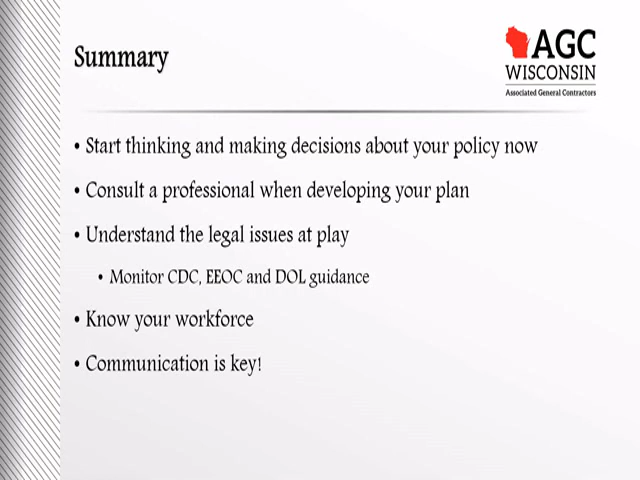 Summary
AGC
WISCONSIN
Associated General Contractors
• Start thinking and making decisions about your policy now
• Consult a professional when developing your plan
• Understand the legal issues at play
• Monitor CDC, EEOC and DOL guidance
• Know your workforce
• Communication is key!